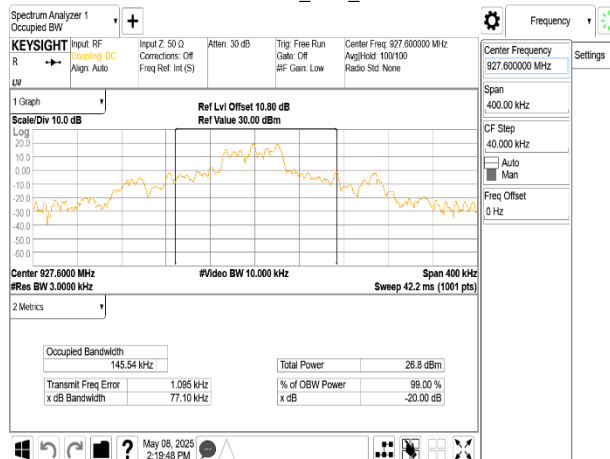 Spectrum Analyzer 1
Occupied BW
Frequency
KEYSIGHT
R
Input: RF
Coupling: DC
Align: Auto
Input Z: 50 Ω
Corrections: Off
Freq Ref: Int (S)
Atten: 30 dB
Trig: Free Run
Gate: Off
#IF Gain: Low
Center Freq: 927.600000 MHz
Avg|Hold: 100/100
Radio Std: None
Center Frequency
927.600000 MHz
Settings
Span
400.00 kHz
CF Step
40.000 kHz
Auto
Man
Freq Offset
0 Hz
1 Graph
Scale/Div 10.0 dB
Ref Lvl Offset 10.80 dB
Ref Value 30.00 dBm
Log
20.0
10.0
0.00
-10.0
-20.0
-30.0
-40.0
-50.0
-60.0
Center 927.6000 MHz
#Video BW 10.000 kHz
Span 400 kHz
#Res BW 3.0000 kHz
Sweep 42.2 ms (1001 pts)
2 Metrics
Occupied Bandwidth
145.54 kHz
Total Power
26.8 dBm
Transmit Freq Error
1.095 kHz
% of OBW Power
99.00 %
x dB Bandwidth
77.10 kHz
x dB
-20.00 dB
?
May 08, 2025
2:19:48 PM